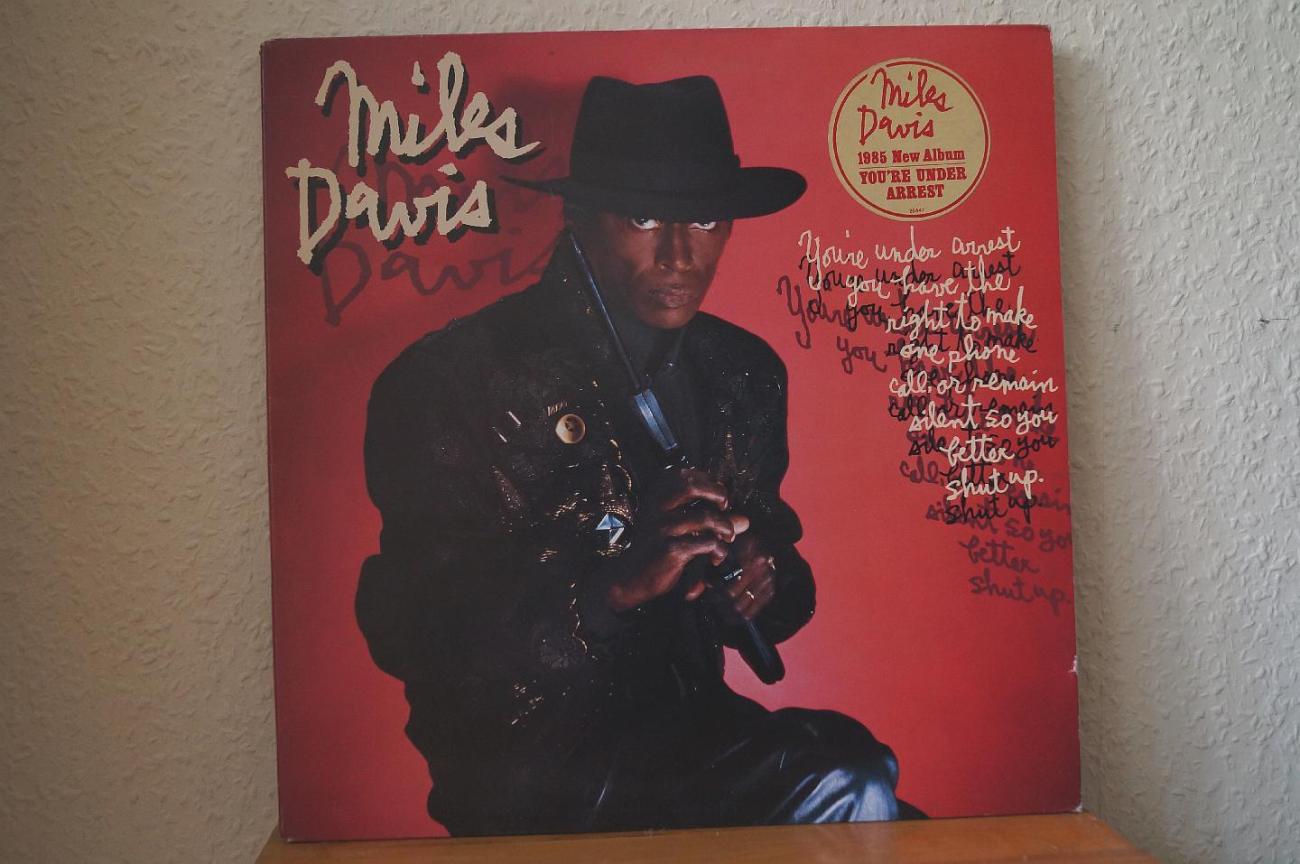 Miles
Davis
Miles
Davis
1985 New Album
YOU'RE UNDER
ARREST
You're under arrest
you have the
right to make
one phone
call, or remain
silent so you
better
shut up.